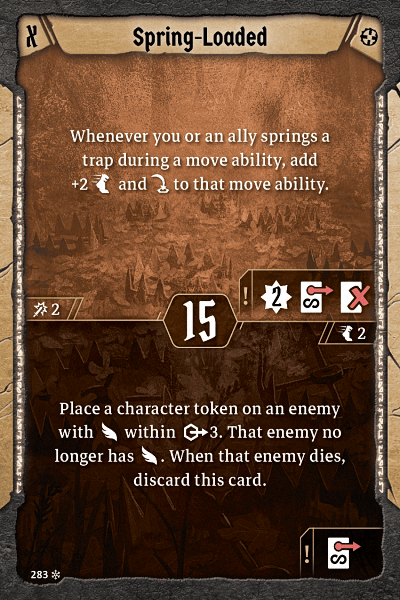 X
Spring-Loaded
Whenever you or an ally springs a
trap during a move ability, add
+2 and to that move ability.
! 2
2
15
2
Place a character token on an enemy
with within 3. That enemy no
longer has . When that enemy dies,
discard this card.
!
283